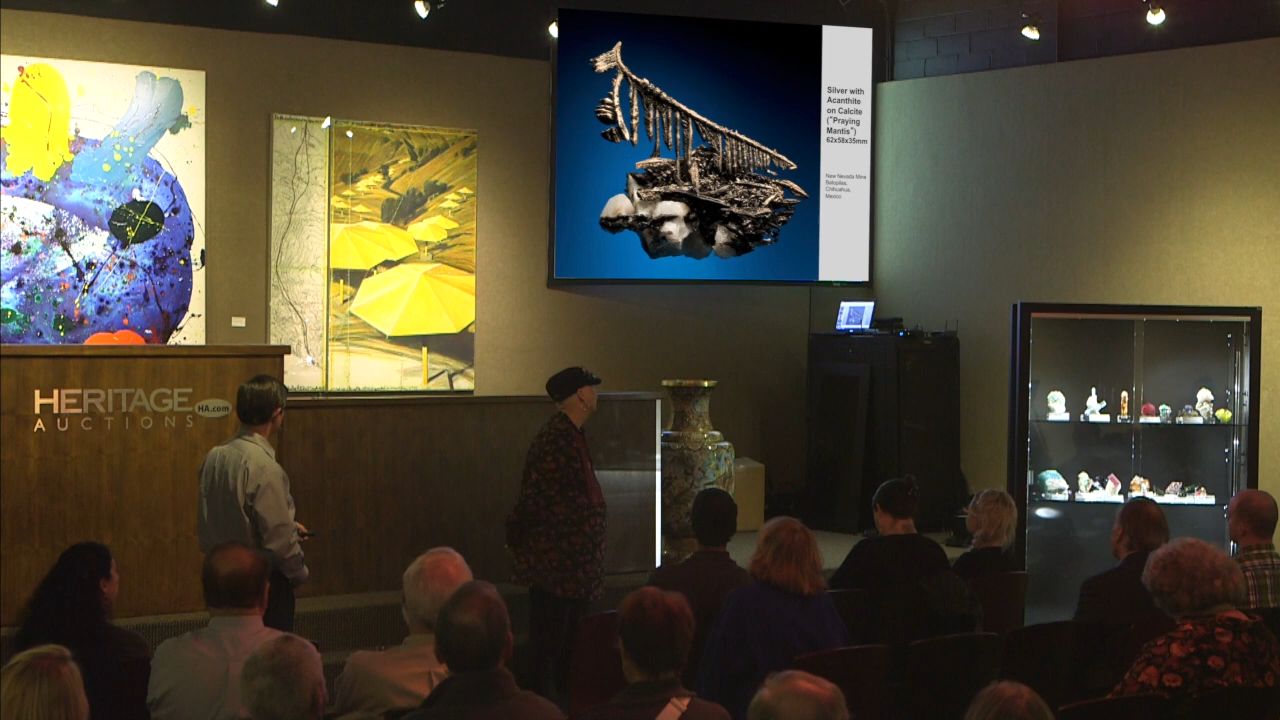 Silver with
Acanthite
on Calcite
("Praying
Mantis")
62x58x35mm
New Nevada Mine
Batopilas,
Chihuahua,
Mexico
HERITAGE
HA.com
AUCTIONS